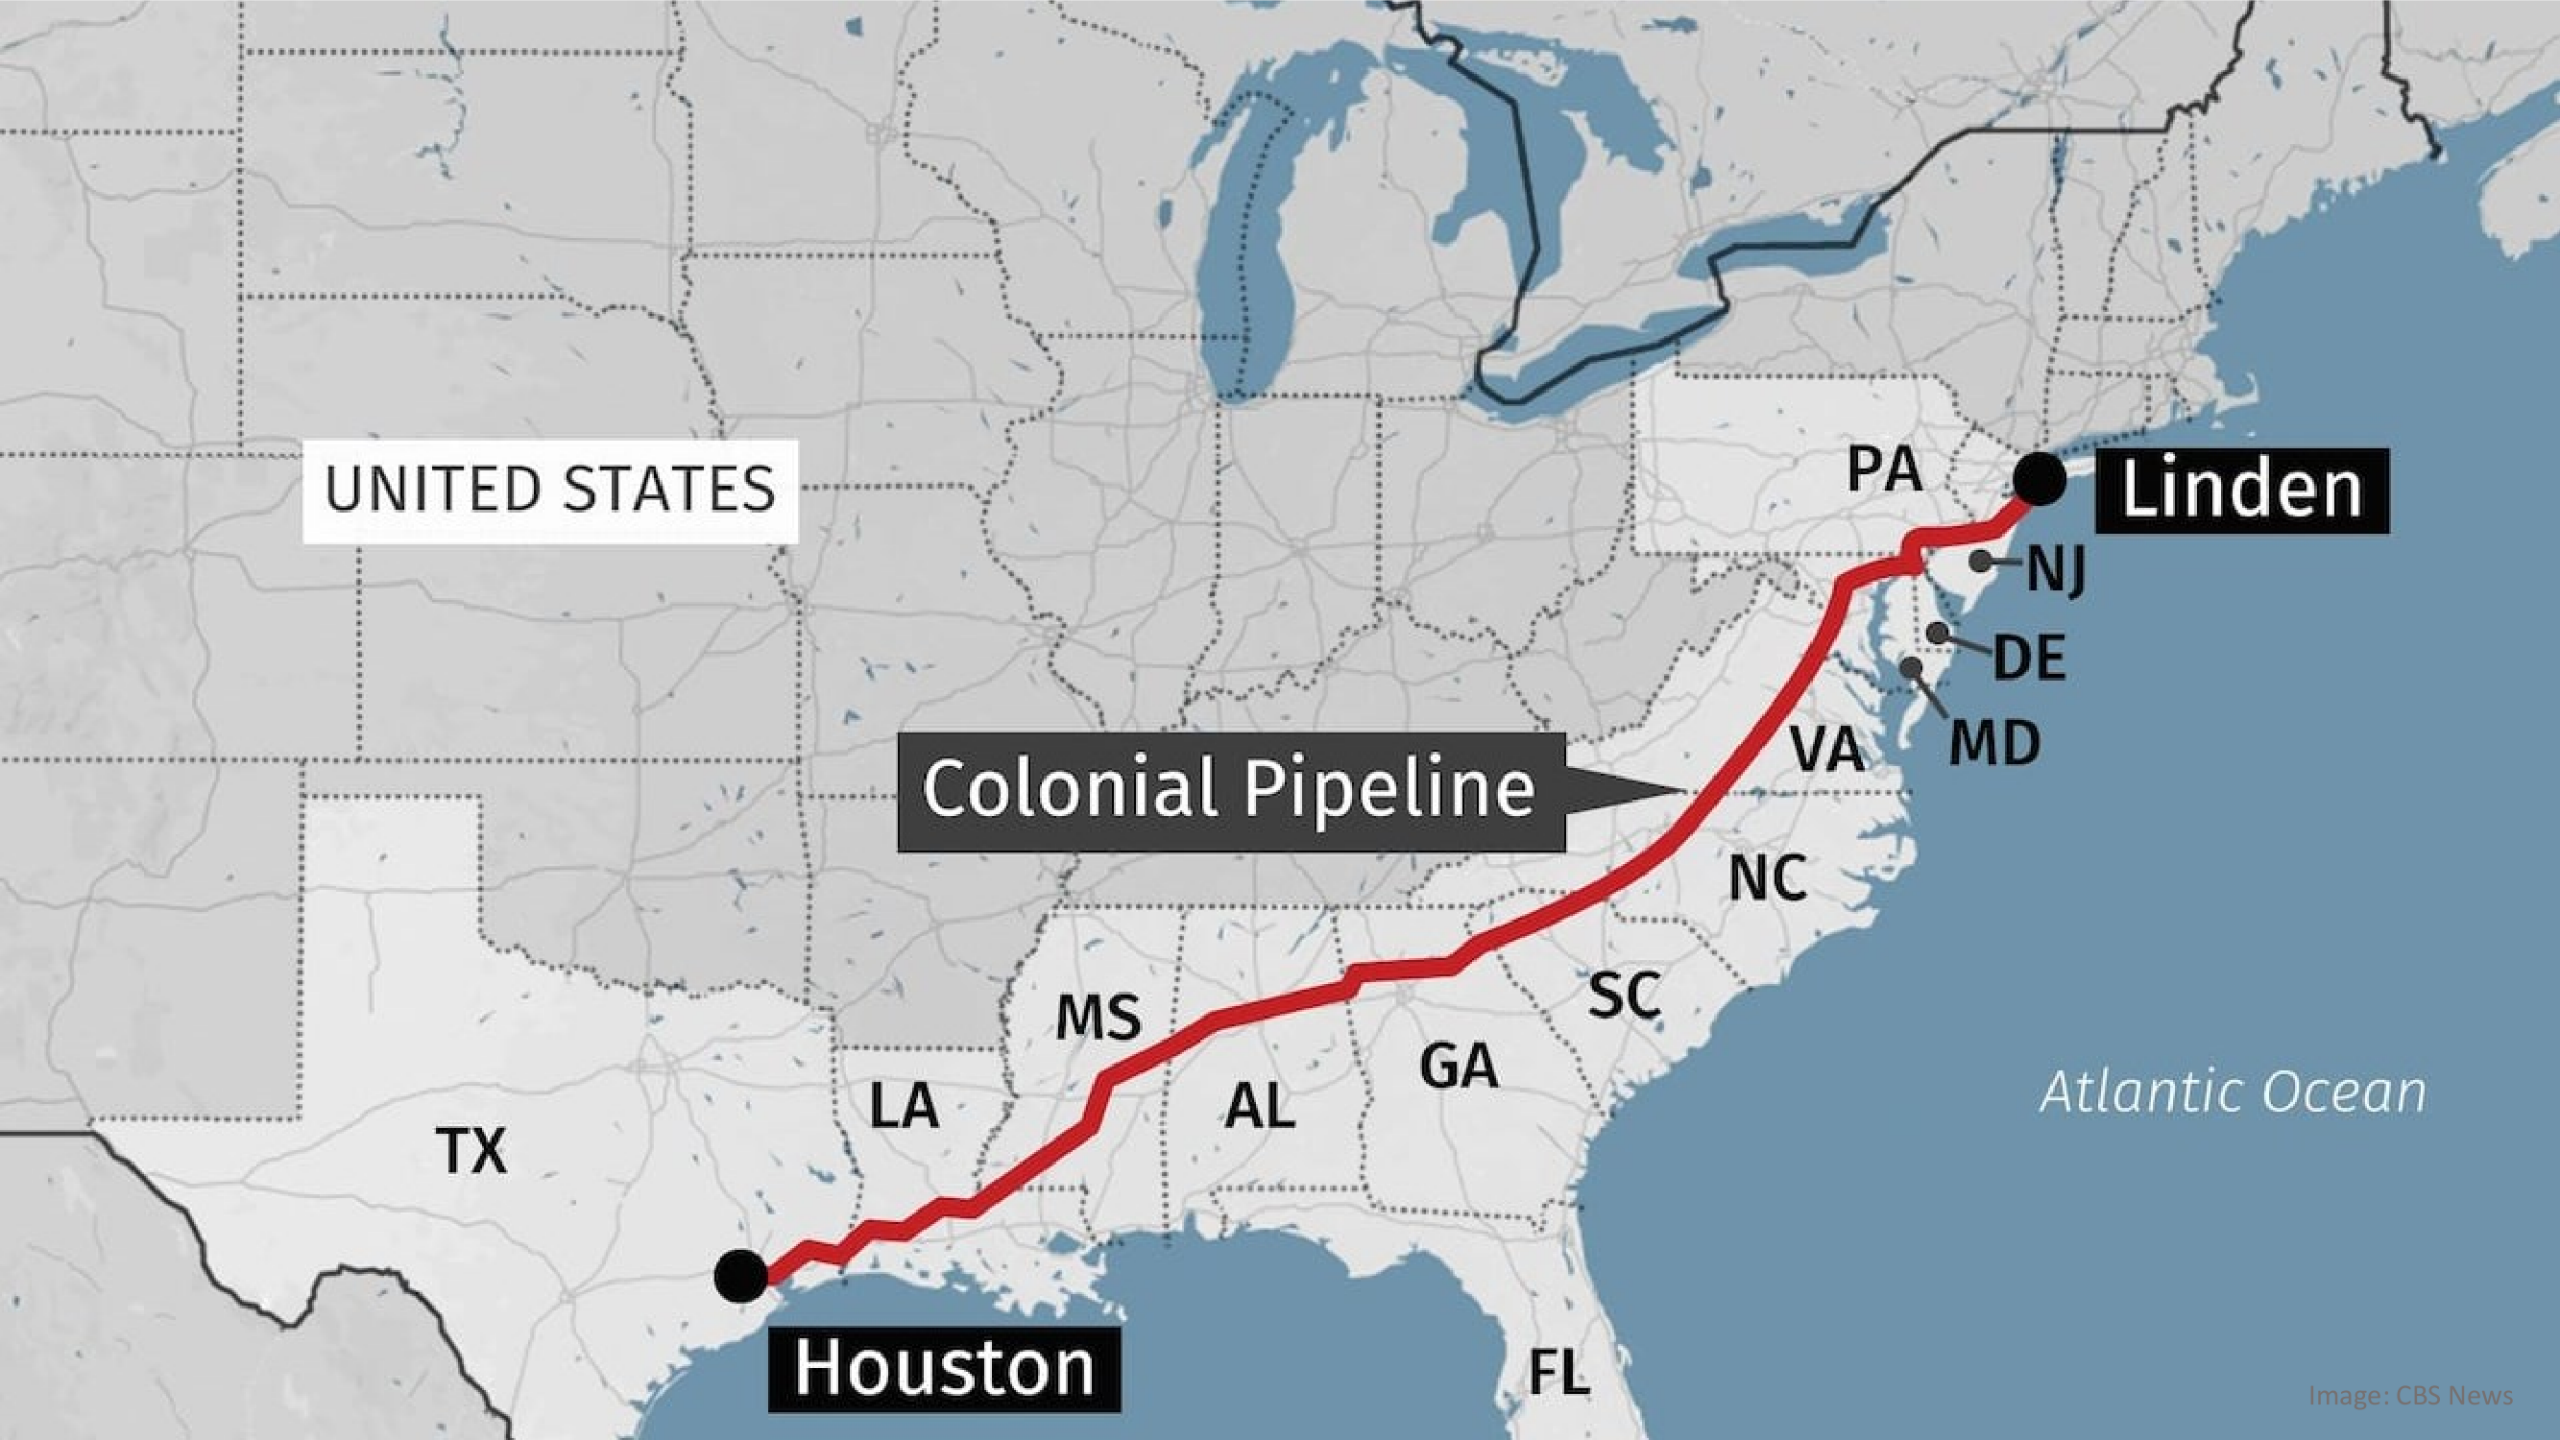 UNITED STATES
PA
Linden
NJ
DE
MD
VA
Colonial Pipeline
NC
SC
MS
GA
LA
AL
TX
Atlantic Ocean
Houston
FL
Image: CBS News